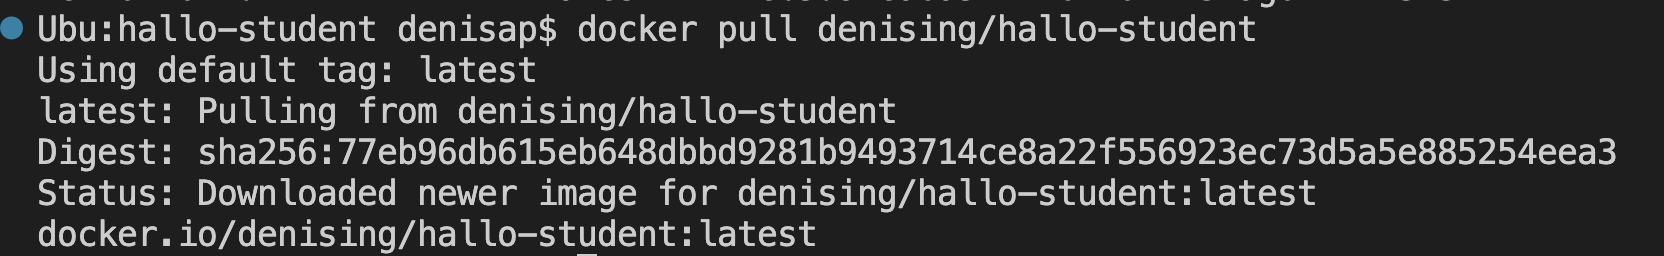 Ubu:hallo-student denisap$ docker pull denising/hallo-student
Using default tag: latest
latest: Pulling from denising/hallo-student
Digest: sha256:77eb96db615eb648dbbd9281b9493714ce8a22f556923ec73d5a5e885254eea3
Status: Downloaded newer image for denising/hallo-student:latest
docker.io/denising/hallo-student:latest